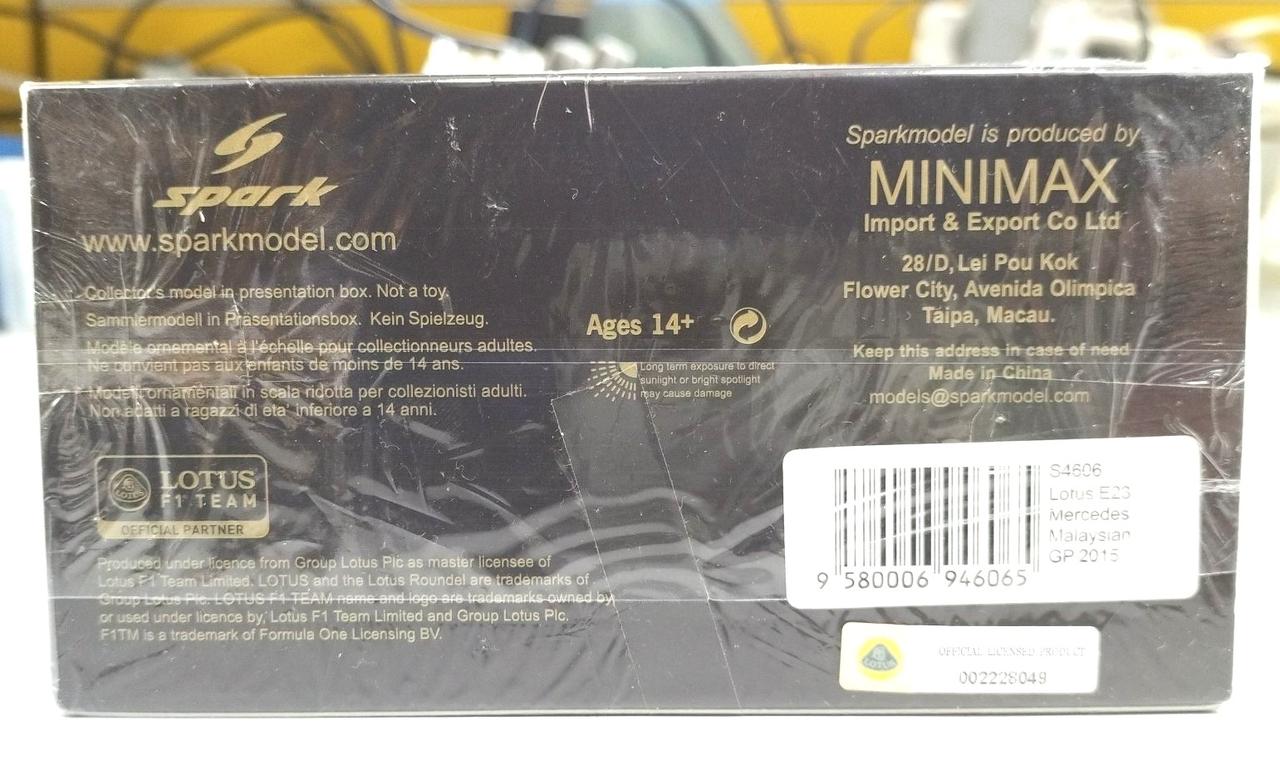 spark
www.sparkmodel.com
Collector's model in presentation box. Not a toy.
Sammlermodell in Präsentationsbox. Kein Spielzeug.
Modèle ornemental à l'échelle pour collectionneurs adultes.
Ne convient pas aux enfants de moins de 14 ans.
Modelli ornamentali in scala ridotta per collezionisti adulti.
Non adatti a ragazzi di eta' inferiore a 14 anni.
LOTUS
LOTUS
F1 TEAM
OFFICIAL PARTNER
Produced under licence from Group Lotus Plc as master licensee of
Lotus F1 Team Limited. LOTUS and the Lotus Roundel are trademarks of
Group Lotus Plc. LOTUS F1 TEAM name and logo are trademarks owned by
or used under licence by, Lotus F1 Team Limited and Group Lotus Plc.
F1TM is a trademark of Formula One Licensing BV.
Ages 14+
Long term exposure to direct
sunlight or bright spotlight
may cause damage
Sparkmodel is produced by
MINIMAX
Import & Export Co Ltd
28/D, Lei Pou Kok
Flower City, Avenida Olimpica
Taipa, Macau.
Keep this address in case of need
Made in China
models@sparkmodel.com
S4606
Lotus E23
Mercedes
Malaysian
GP 2015
9 580006 946065
LOTUS
OFFICIAL LICENSED PRODUCT
002228049